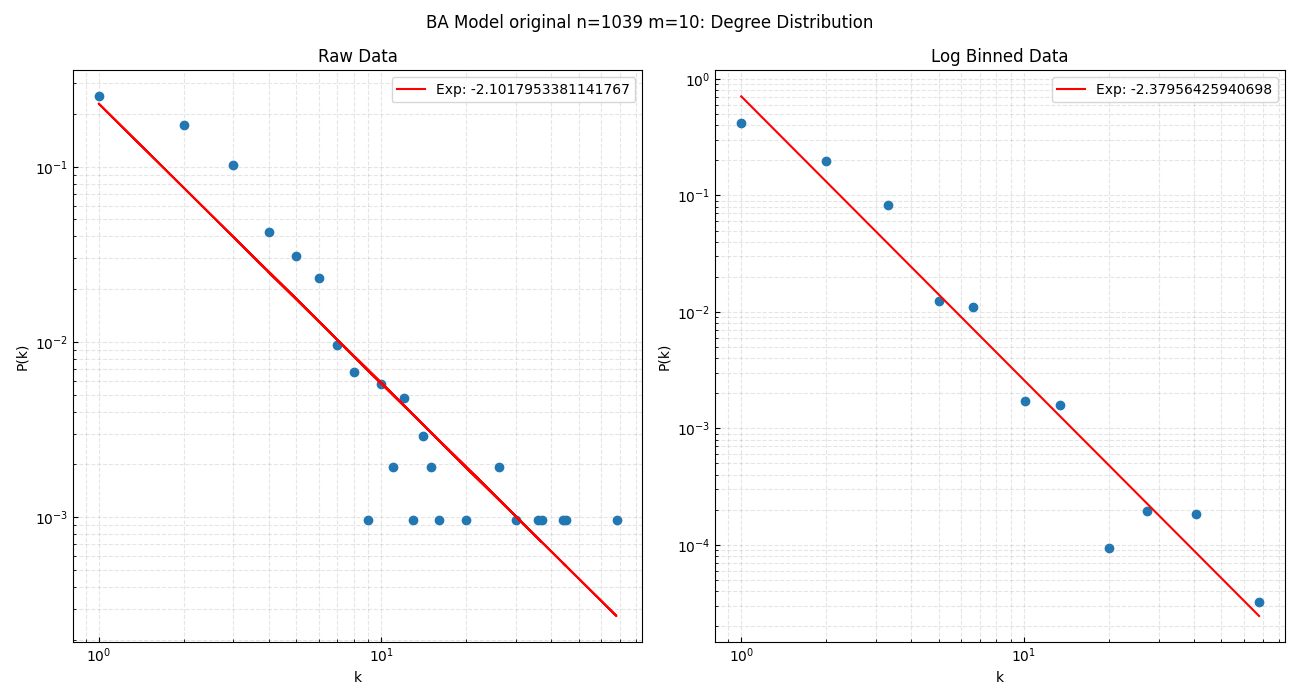 BA Model original n=1039 m=10: Degree Distribution
Raw Data
Exp: -2.1017953381141767
P(k)
10⁻¹
10⁻²
10⁻³
10⁰
10¹
k
Log Binned Data
Exp: -2.37956425940698
P(k)
10⁰
10⁻¹
10⁻²
10⁻³
10⁻⁴
10⁰
10¹
k